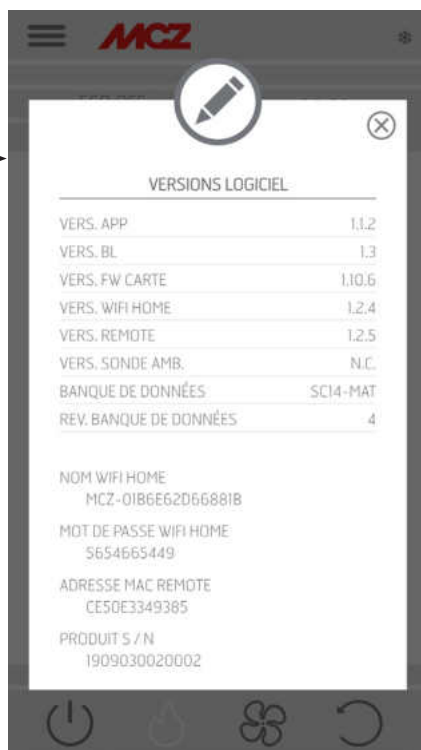 MCZ
VERSIONS LOGICIEL
VERS. APP 1.1.2
VERS. BL 1.3
VERS. FW CARTE 1.10.6
VERS. WIFI HOME 1.2.4
VERS. REMOTE 1.2.5
VERS. SONDE AMB. N.C.
BANQUE DE DONNÉES SC14-MAT
REV. BANQUE DE DONNÉES 4
NOM WIFI HOME
MCZ-01B6E62D66881B
MOT DE PASSE WIFI HOME
5654665449
ADRESSE MAC REMOTE
CE50E3349385
PRODUIT S / N
1909030020002